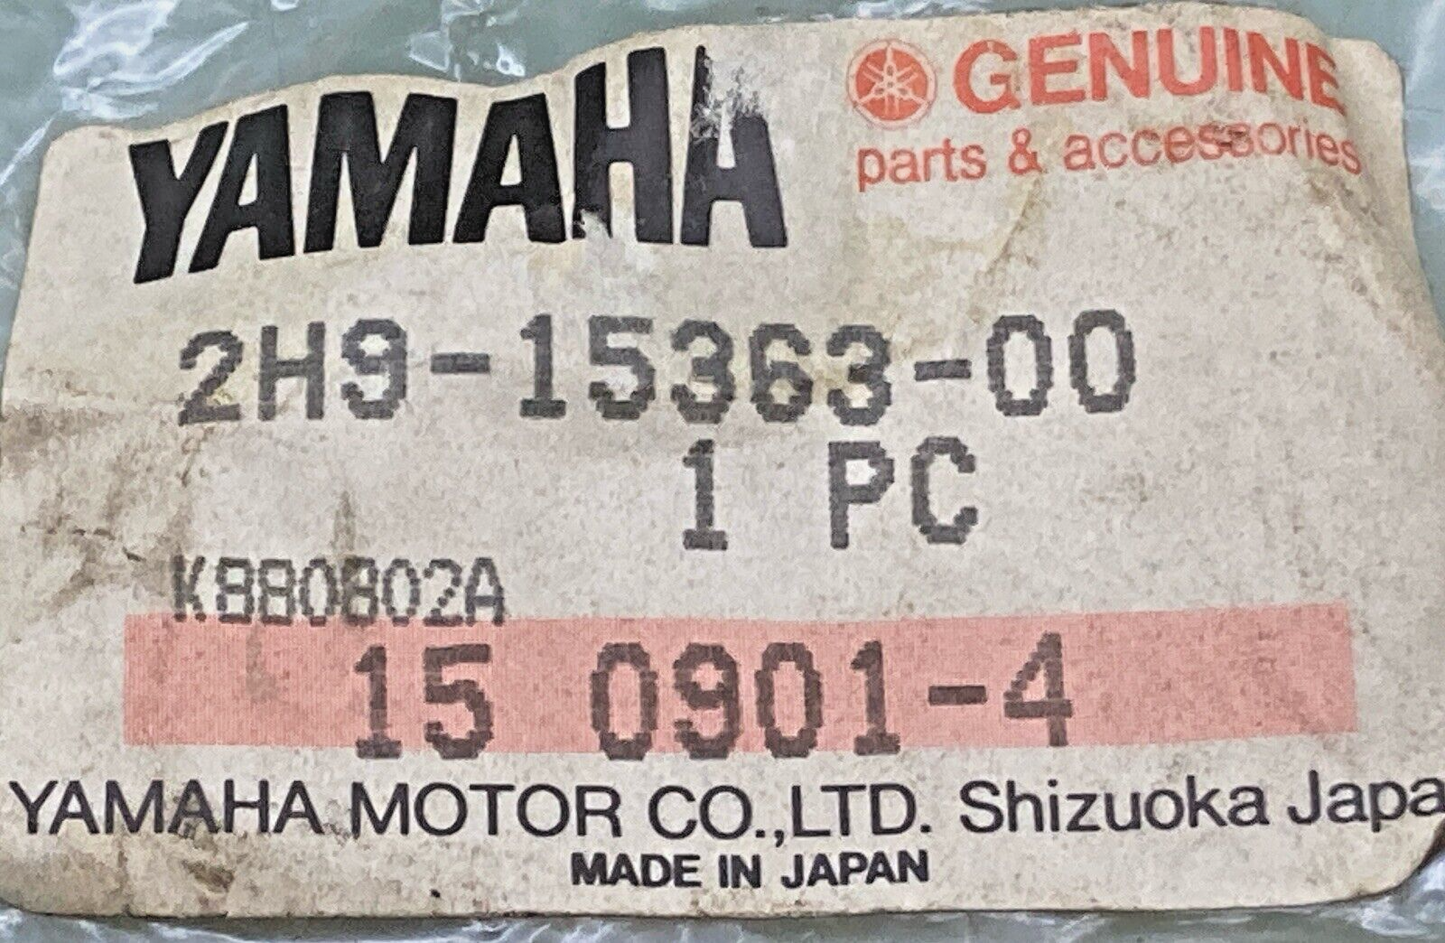 YAMAHA
GENUINE
parts & accessories
2H9-15363-00
1 PC
K880802A
15 0901-4
YAMAHA MOTOR CO.,LTD. Shizuoka Japa
MADE IN JAPAN